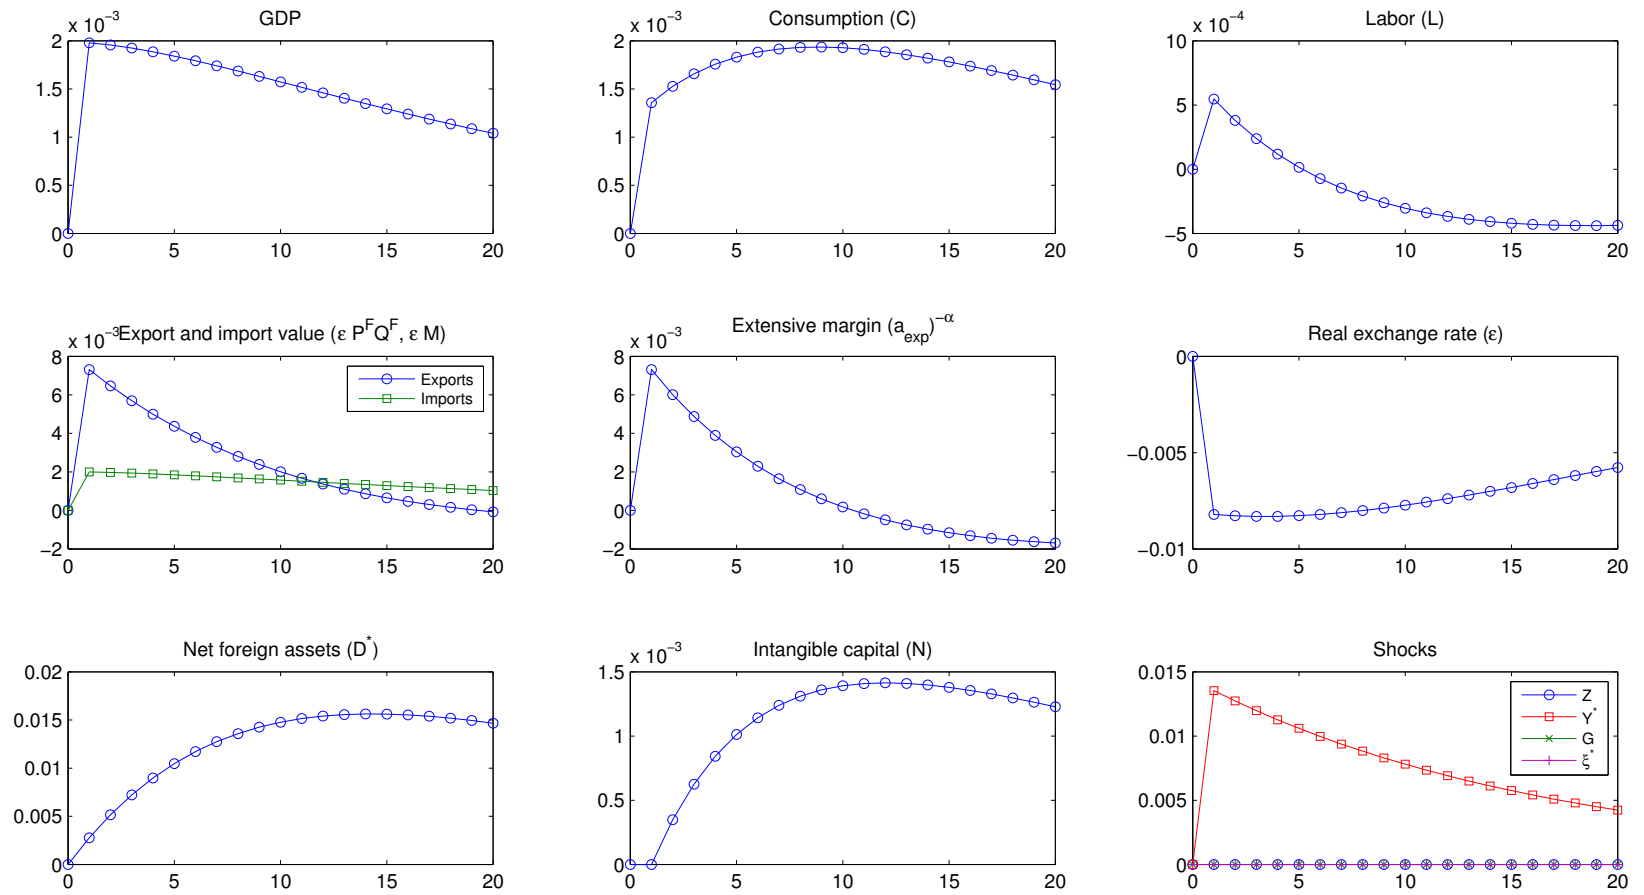 GDP
x 10⁻³
2
1.5
1
0.5
0
0 5 10 15 20
Consumption (C)
x 10⁻³
2
1.5
1
0.5
0
0 5 10 15 20
Labor (L)
x 10⁻⁴
10
5
0
−5
0 5 10 15 20
x 10⁻³ Export and import value (ε P^F Q^F, ε M)
8
6
4
2
0
−2
0 5 10 15 20
Exports
Imports
Extensive margin (a_exp)^−α
x 10⁻³
8
6
4
2
0
−2
0 5 10 15 20
Real exchange rate (ε)
0
−0.005
−0.01
0 5 10 15 20
Net foreign assets (D*)
0.02
0.015
0.01
0.005
0
0 5 10 15 20
Intangible capital (N)
x 10⁻³
1.5
1
0.5
0
0 5 10 15 20
Shocks
0.015
0.01
0.005
0
0 5 10 15 20
Z
Y*
G
ξ*